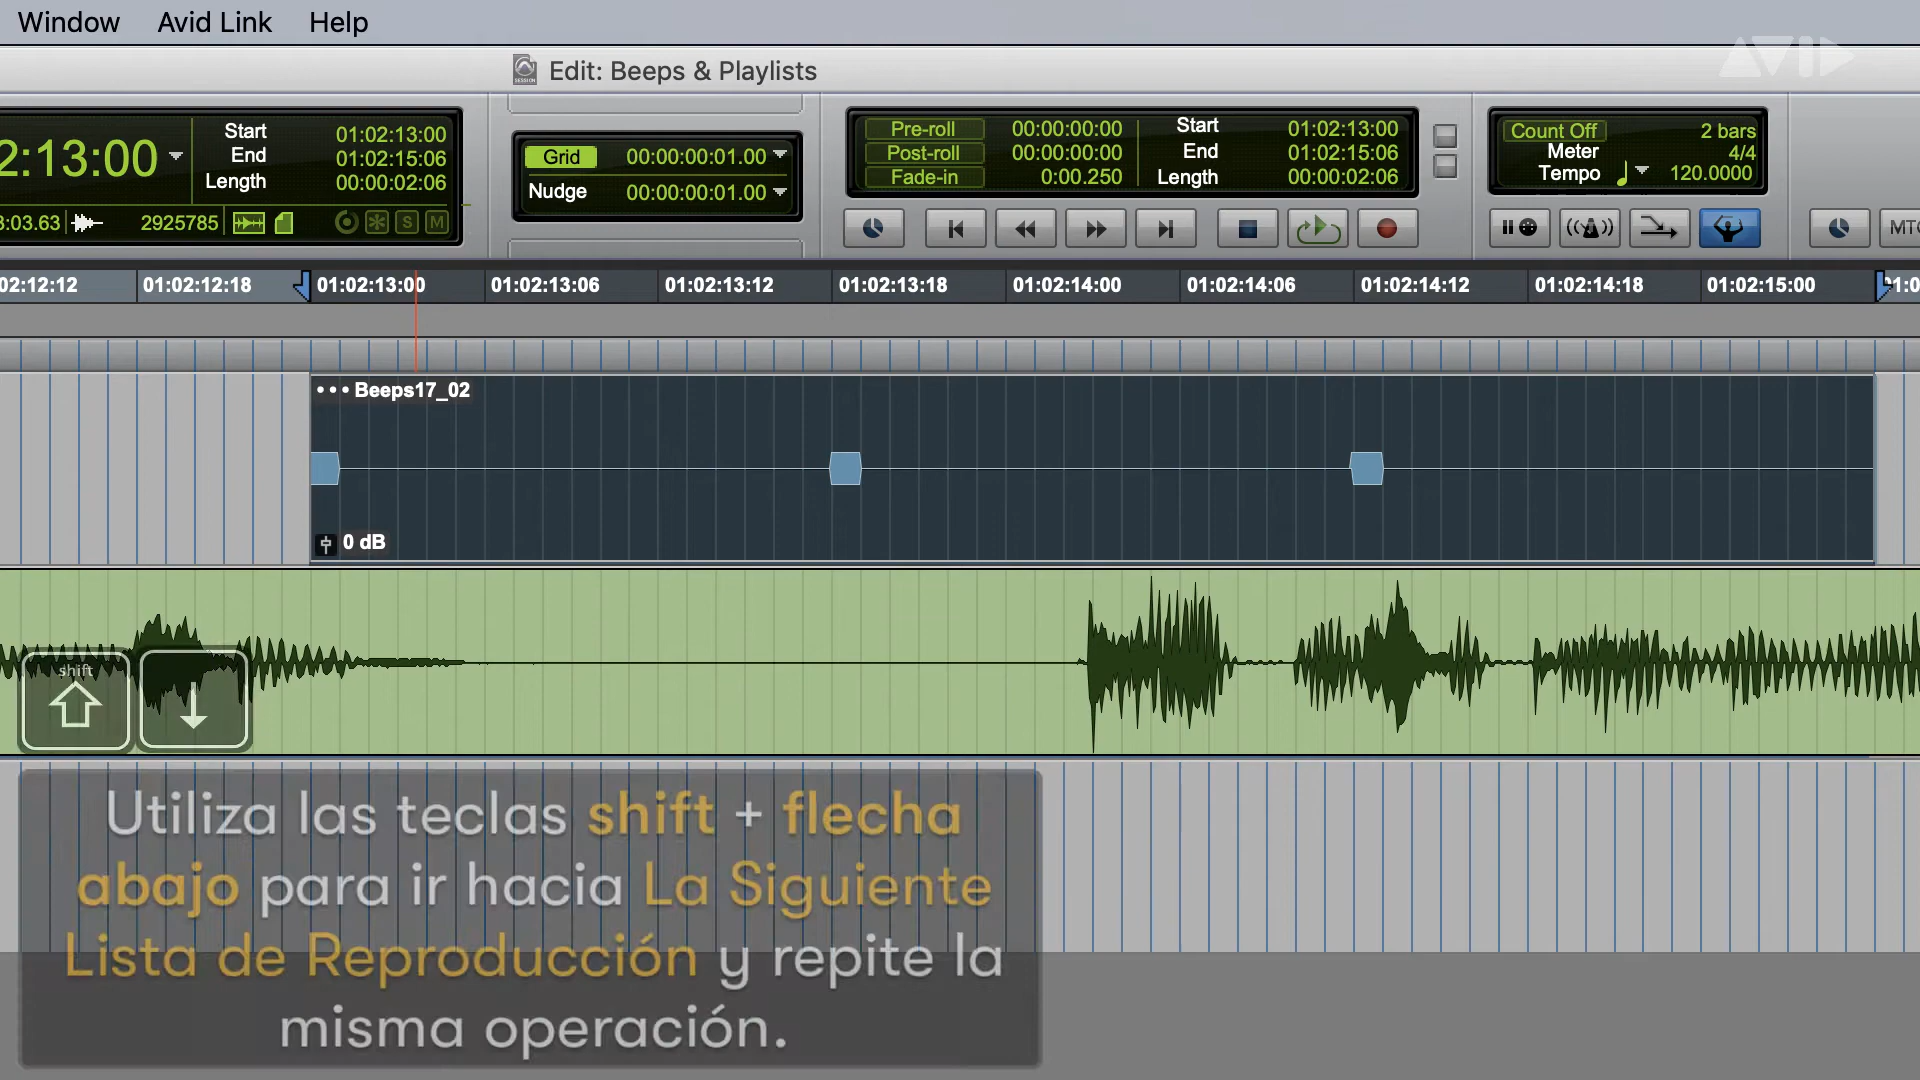 Window Avid Link Help
AVID
Edit: Beeps & Playlists
2:13:00
Start 01:02:13:00
End 01:02:15:06
Length 00:00:02:06
3:03.63 2925785 S M
Grid 00:00:00:01.00
Nudge 00:00:00:01.00
Pre-roll 00:00:00:00 Start 01:02:13:00
Post-roll 00:00:00:00 End 01:02:15:06
Fade-in 0:00.250 Length 00:00:02:06
Count Off 2 bars
Meter 4/4
Tempo 120.0000
MTC
02:12:12 01:02:12:18 01:02:13:00 01:02:13:06 01:02:13:12 01:02:13:18 01:02:14:00 01:02:14:06 01:02:14:12 01:02:14:18 01:02:15:00 1:0
Beeps17_02
0 dB
shift
Utiliza las teclas shift + flecha
abajo para ir hacia La Siguiente
Lista de Reproducción y repite la
misma operación.